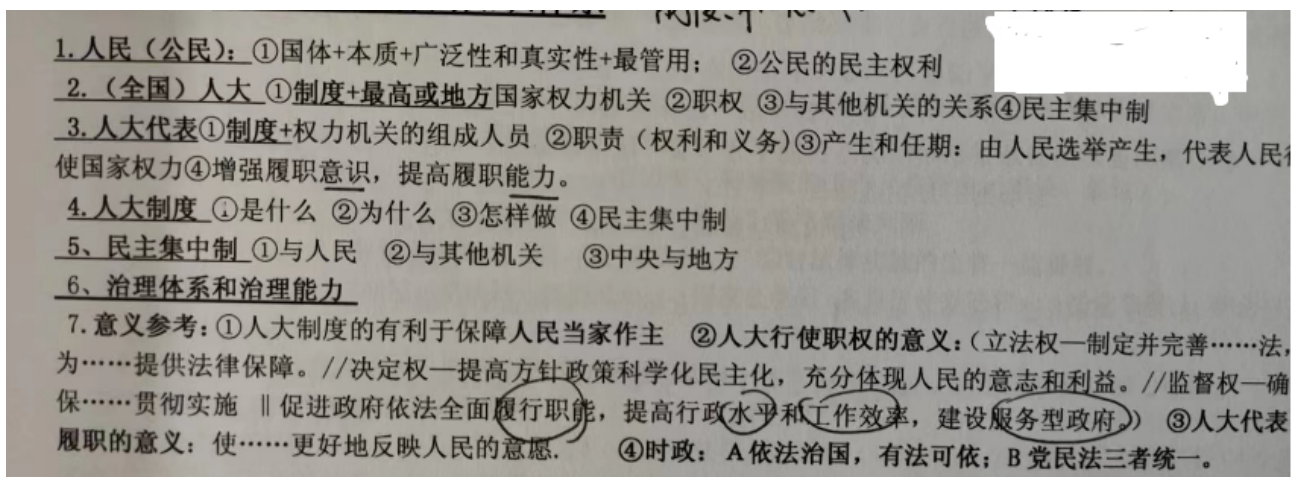 1.人民（公民）：①国体+本质+广泛性和真实性+最管用； ②公民的民主权利
2.（全国）人大 ①制度+最高或地方国家权力机关 ②职权 ③与其他机关的关系④民主集中制
3.人大代表①制度+权力机关的组成人员 ②职责（权利和义务)③产生和任期：由人民选举产生，代表人民
使国家权力④增强履职意识，提高履职能力。
4.人大制度 ①是什么 ②为什么 ③怎样做 ④民主集中制
5、民主集中制 ①与人民 ②与其他机关 ③中央与地方
6、治理体系和治理能力
7.意义参考：①人大制度的有利于保障人民当家作主 ②人大行使职权的意义：（立法权—制定并完善……法，
为……提供法律保障。//决定权—提高方针政策科学化民主化，充分体现人民的意志和利益。//监督权—确
保……贯彻实施 ‖促进政府依法全面履行职能，提高行政水平和工作效率，建设服务型政府。） ③人大代表
履职的意义：使……更好地反映人民的意愿. ④时政：A依法治国，有法可依；B党民法三者统一。